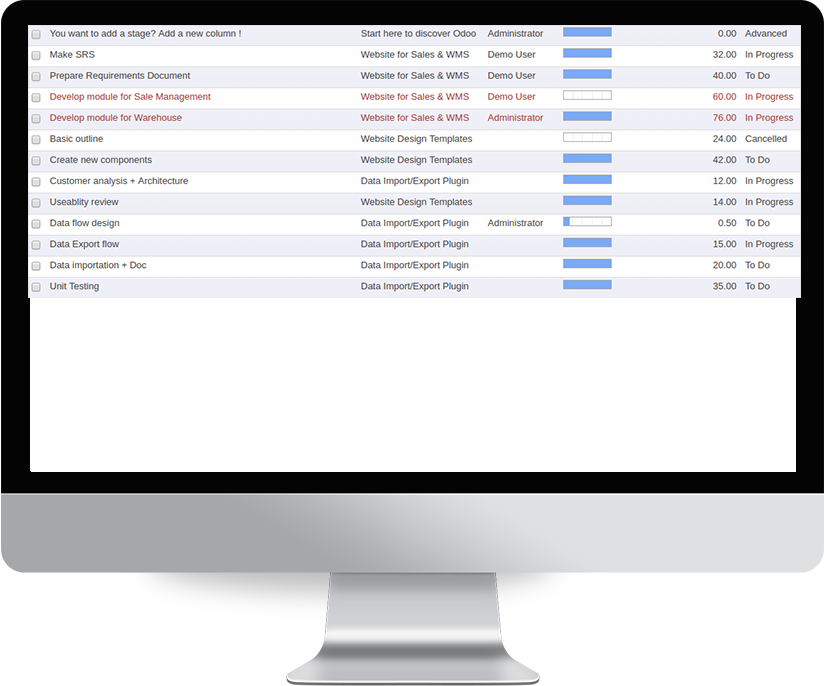 You want to add a stage? Add a new column ! Start here to discover Odoo Administrator 0.00 Advanced
Make SRS Website for Sales & WMS Demo User 32.00 In Progress
Prepare Requirements Document Website for Sales & WMS Demo User 40.00 To Do
Develop module for Sale Management Website for Sales & WMS Demo User 60.00 In Progress
Develop module for Warehouse Website for Sales & WMS Administrator 76.00 In Progress
Basic outline Website Design Templates 24.00 Cancelled
Create new components Website Design Templates 42.00 To Do
Customer analysis + Architecture Data Import/Export Plugin 12.00 In Progress
Useablity review Website Design Templates 14.00 In Progress
Data flow design Data Import/Export Plugin Administrator 0.50 To Do
Data Export flow Data Import/Export Plugin 15.00 In Progress
Data importation + Doc Data Import/Export Plugin 20.00 To Do
Unit Testing Data Import/Export Plugin 35.00 To Do